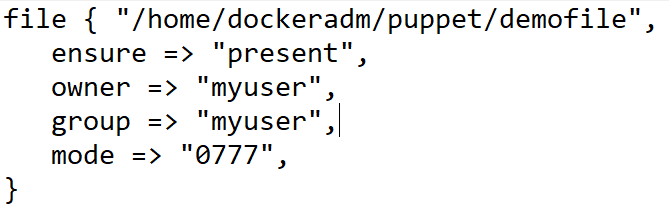 file { "/home/dockeradm/puppet/demofile",
   ensure => "present",
   owner => "myuser",
   group => "myuser",
   mode => "0777",
}